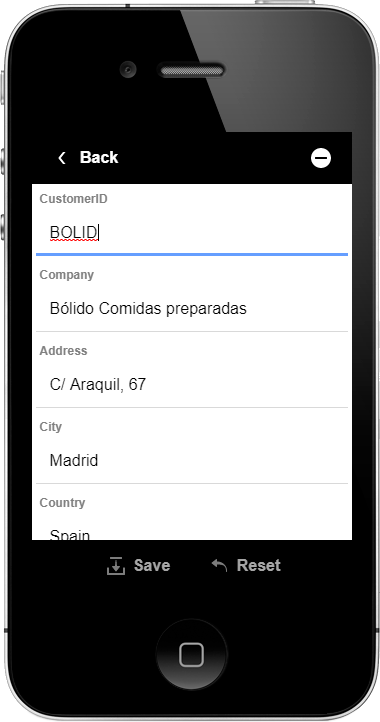 Back
CustomerID
BOLID
Company
Bólido Comidas preparadas
Address
C/ Araquil, 67
City
Madrid
Country
Spain
Save Reset